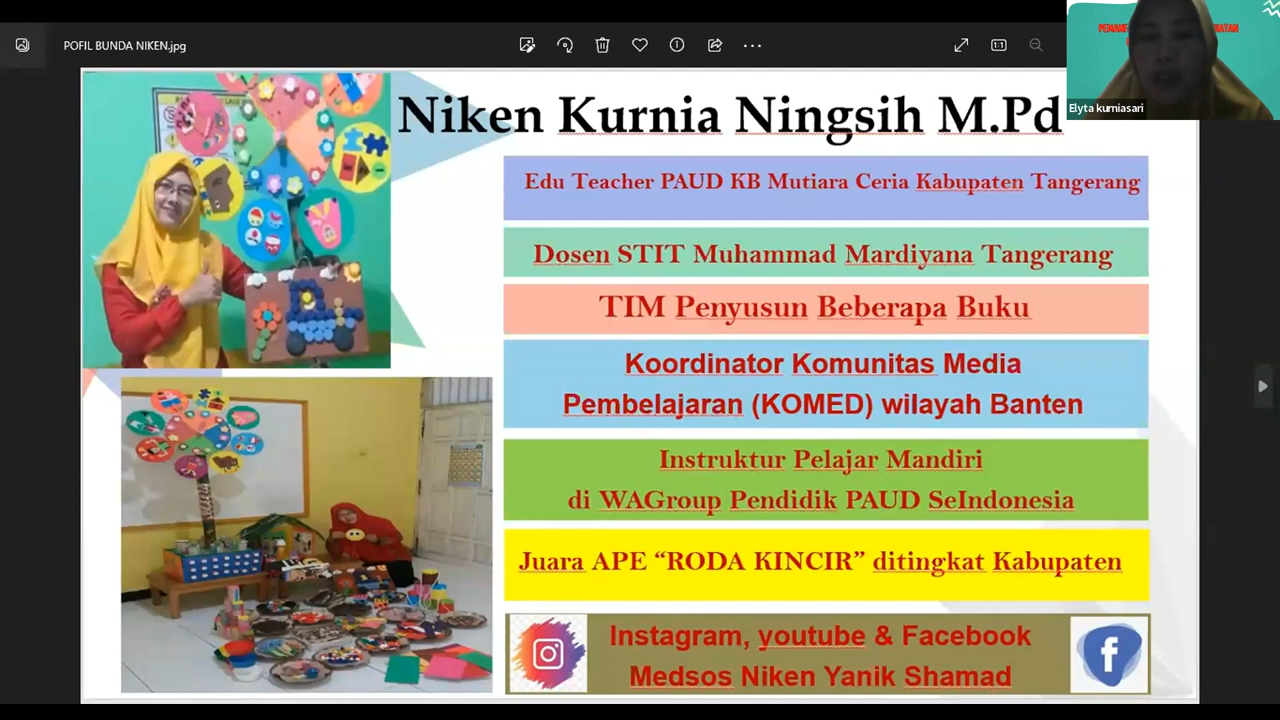 POFIL BUNDA NIKEN.jpg
Elyta kurniasari
Niken Kurnia Ningsih M.Pd
Edu Teacher PAUD KB Mutiara Ceria Kabupaten Tangerang
Dosen STIT Muhammad Mardiyana Tangerang
TIM Penyusun Beberapa Buku
Koordinator Komunitas Media
Pembelajaran (KOMED) wilayah Banten
Instruktur Pelajar Mandiri
di WAGroup Pendidik PAUD SeIndonesia
Juara APE “RODA KINCIR” ditingkat Kabupaten
Instagram, youtube & Facebook
Medsos Niken Yanik Shamad